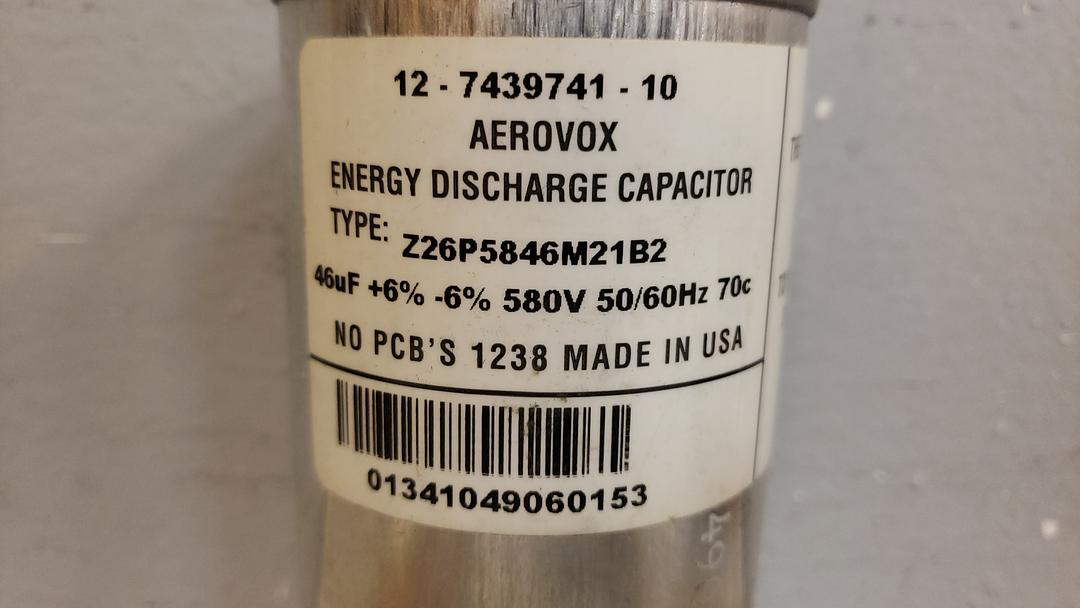 12 - 7439741 - 10
AEROVOX
ENERGY DISCHARGE CAPACITOR
TYPE: Z26P5846M21B2
46uF +6% -6% 580V 50/60Hz 70c
NO PCB'S 1238 MADE IN USA
01341049060153
49